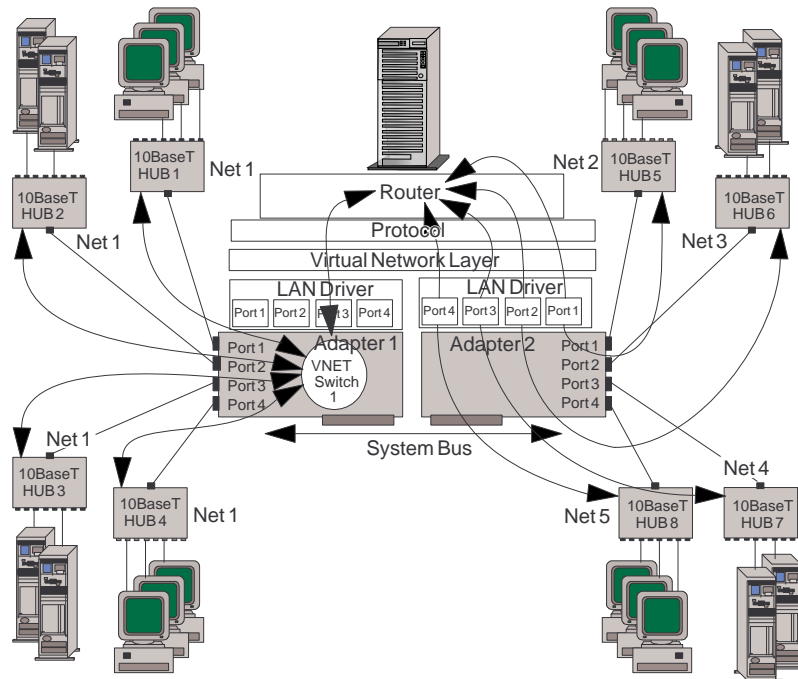 10BaseT
HUB 1
Net 1
10BaseT
HUB 2
Net 1
Router
Protocol
Virtual Network Layer
Net 2
10BaseT
HUB 5
10BaseT
HUB 6
Net 3
LAN Driver
Port 1 Port 2 Port 3 Port 4
LAN Driver
Port 4 Port 3 Port 2 Port 1
Adapter 1
Port 1
Port 2
Port 3
Port 4
VNET
Switch
1
Adapter 2
Port 1
Port 2
Port 3
Port 4
System Bus
Net 1
10BaseT
HUB 3
10BaseT
HUB 4
Net 1
Net 4
Net 5
10BaseT
HUB 8
10BaseT
HUB 7